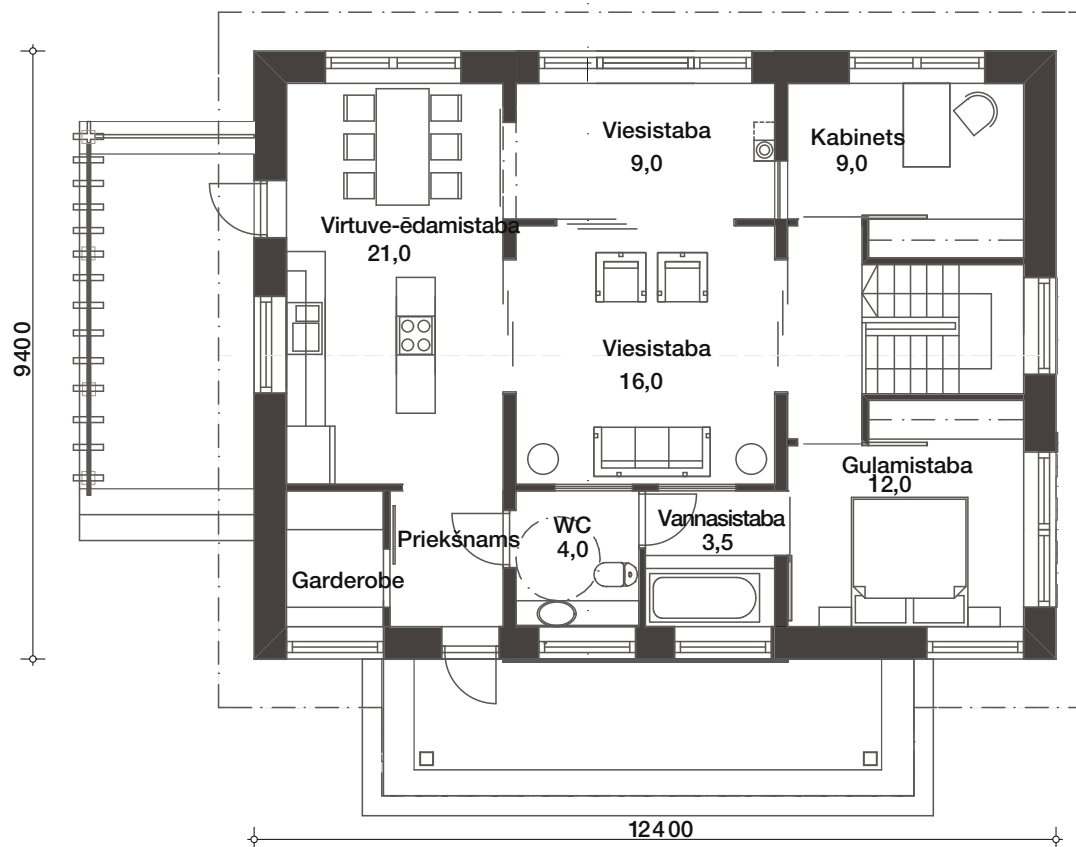 Viesistaba
9,0
Kabinets
9,0
Virtuve-ēdamistaba
21,0
9400
Viesistaba
16,0
Gulamistaba
12,0
Priekšnams
WC
4,0
Vannasistaba
3,5
Garderobe
12400